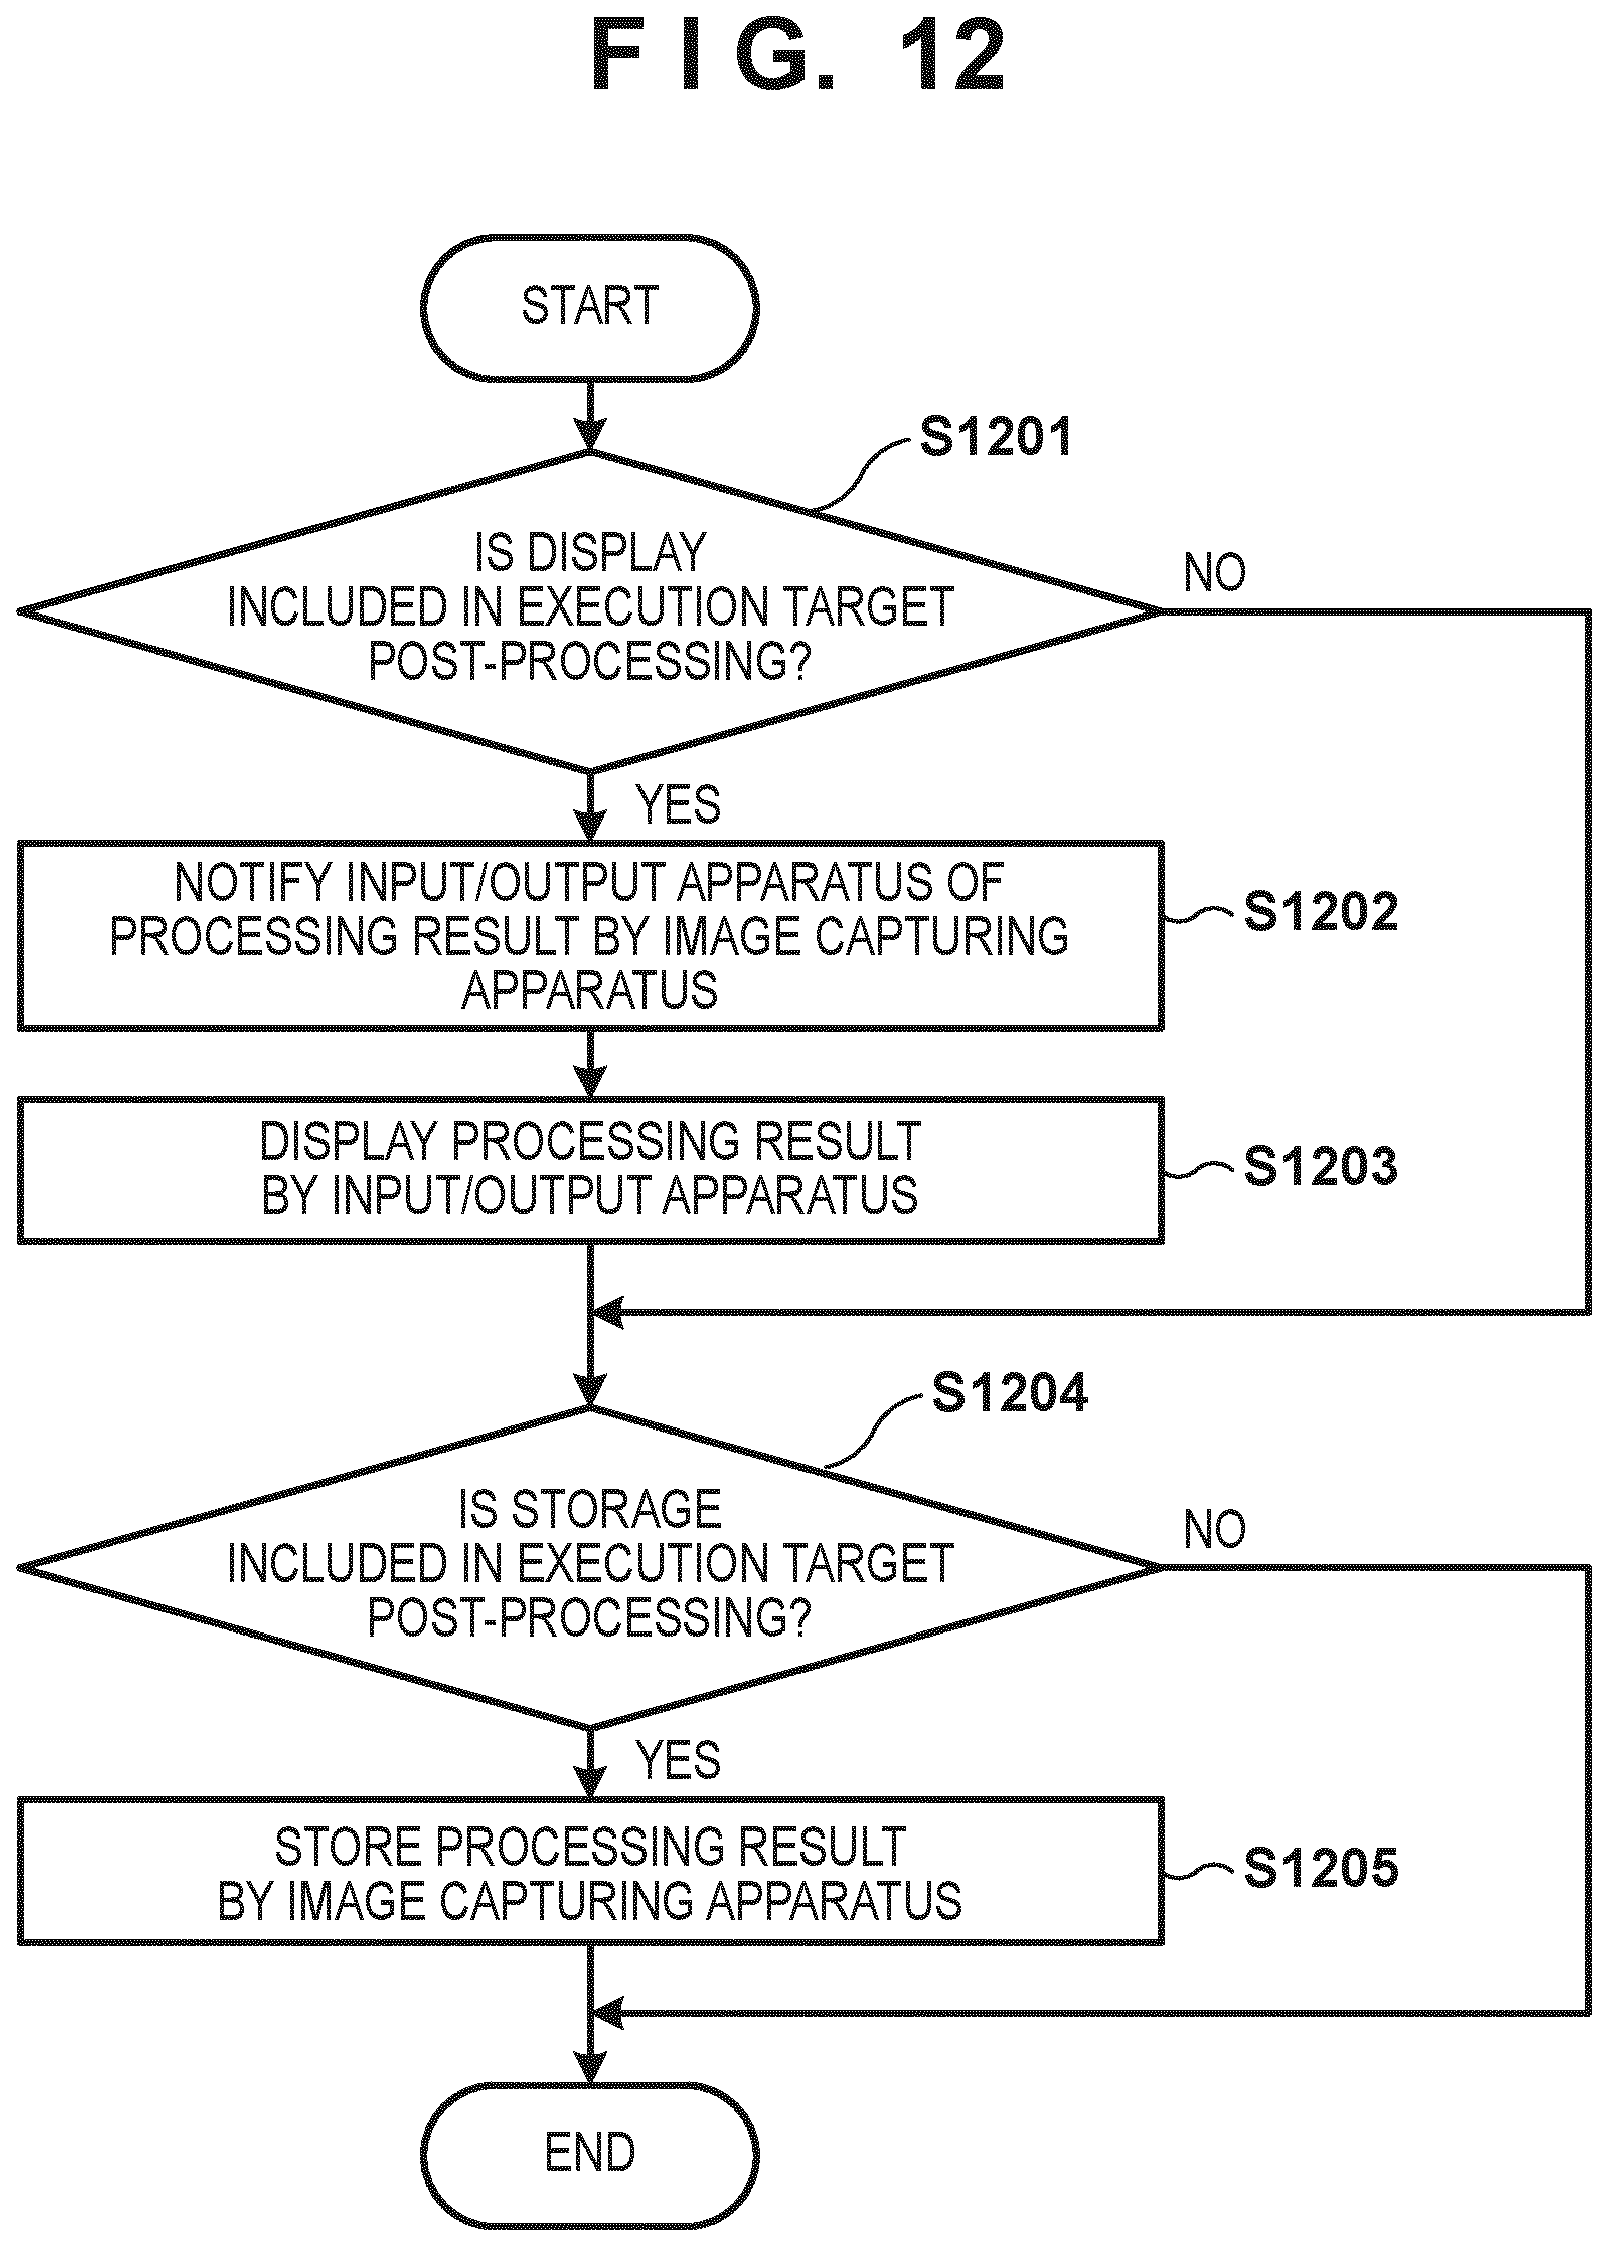 FIG. 12
START
S1201
IS DISPLAY
INCLUDED IN EXECUTION TARGET
POST-PROCESSING?
NO
YES
NOTIFY INPUT/OUTPUT APPARATUS OF
PROCESSING RESULT BY IMAGE CAPTURING
APPARATUS
S1202
DISPLAY PROCESSING RESULT
BY INPUT/OUTPUT APPARATUS
S1203
S1204
IS STORAGE
INCLUDED IN EXECUTION TARGET
POST-PROCESSING?
NO
YES
STORE PROCESSING RESULT
BY IMAGE CAPTURING APPARATUS
S1205
END